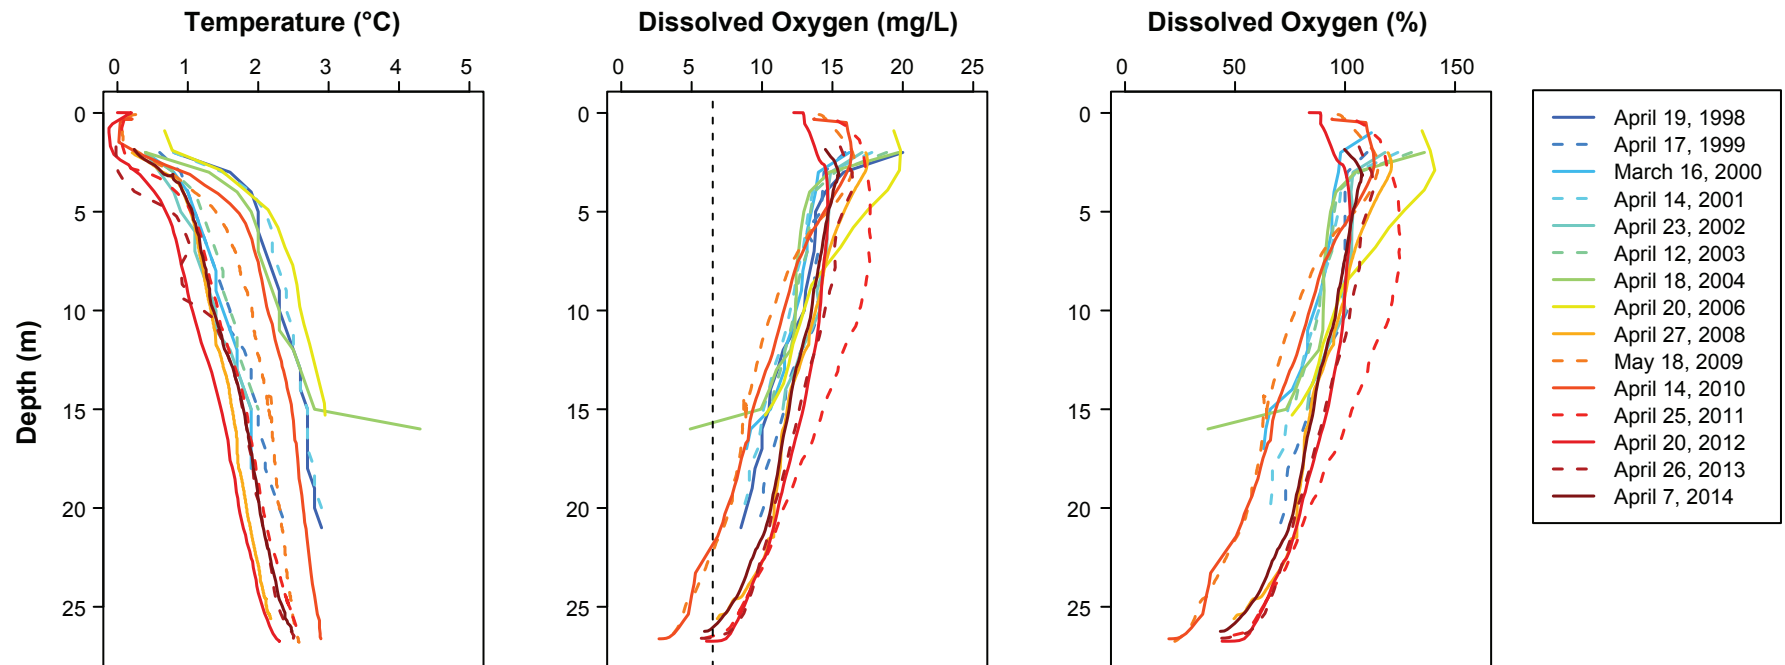 Temperature (°C)
Dissolved Oxygen (mg/L)
Dissolved Oxygen (%)
0 1 2 3 4 5
0 5 10 15 20 25
0 50 100 150
Depth (m)
0
5
10
15
20
25
0
5
10
15
20
25
0
5
10
15
20
25
April 19, 1998
April 17, 1999
March 16, 2000
April 14, 2001
April 23, 2002
April 12, 2003
April 18, 2004
April 20, 2006
April 27, 2008
May 18, 2009
April 14, 2010
April 25, 2011
April 20, 2012
April 26, 2013
April 7, 2014